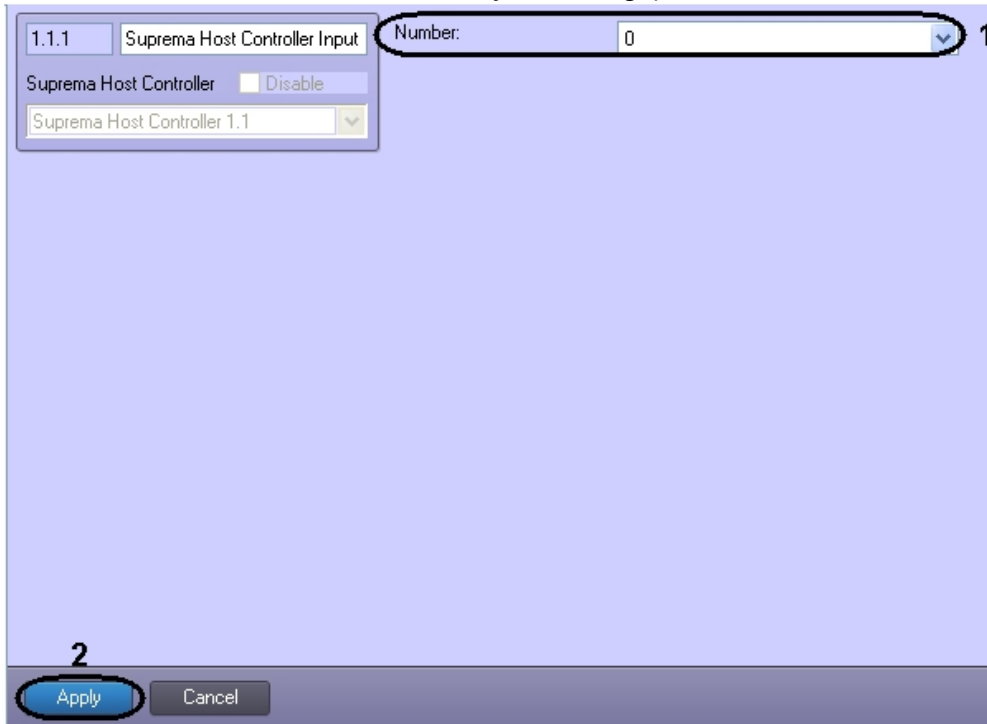 1.1.1 Suprema Host Controller Input Number: 0 1
Suprema Host Controller Disable
Suprema Host Controller 1.1
2
Apply Cancel